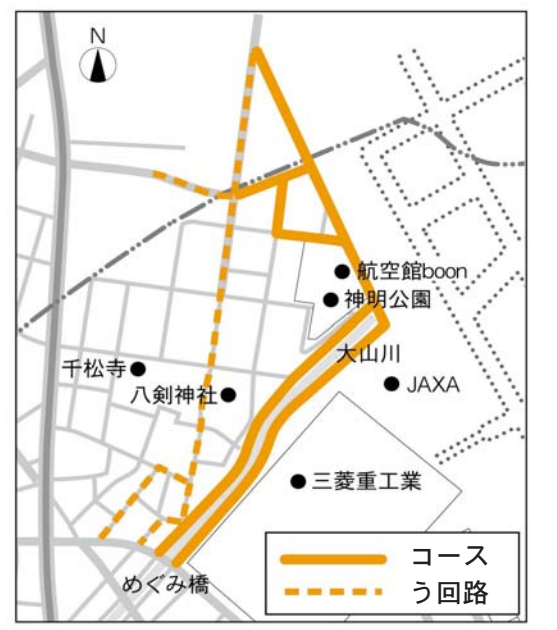 N
航空館boon
神明公園
大山川
千松寺
JAXA
八剣神社
三菱重工業
コース
う回路
めぐみ橋